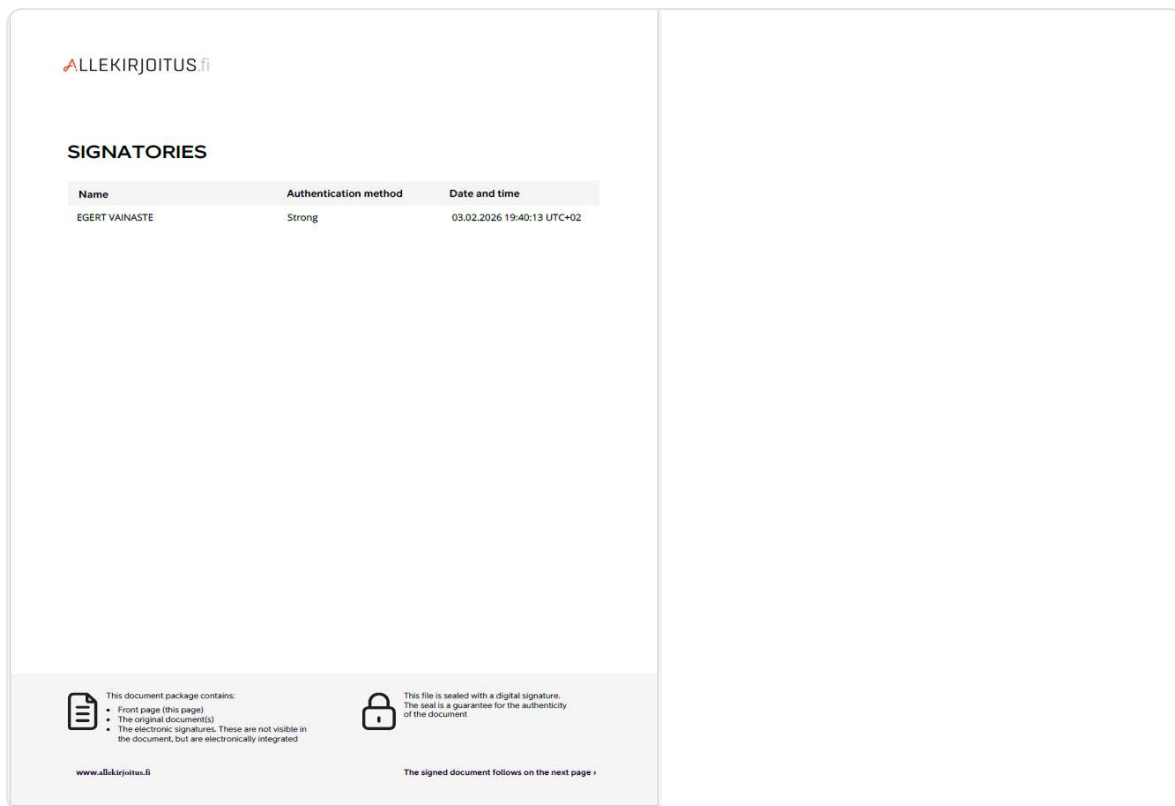 ALLEKIRJOITUS.fi
SIGNATORIES
Name Authentication method Date and time
EGERT VAINASTE Strong 03.02.2026 19:40:13 UTC+02
This document package contains:
• Front page (this page)
• The original document(s)
• The electronic signatures. These are not visible in
the document, but are electronically integrated
This file is sealed with a digital signature.
The seal is a guarantee for the authenticity
of the document
www.allekirjoitus.fi
The signed document follows on the next page ›